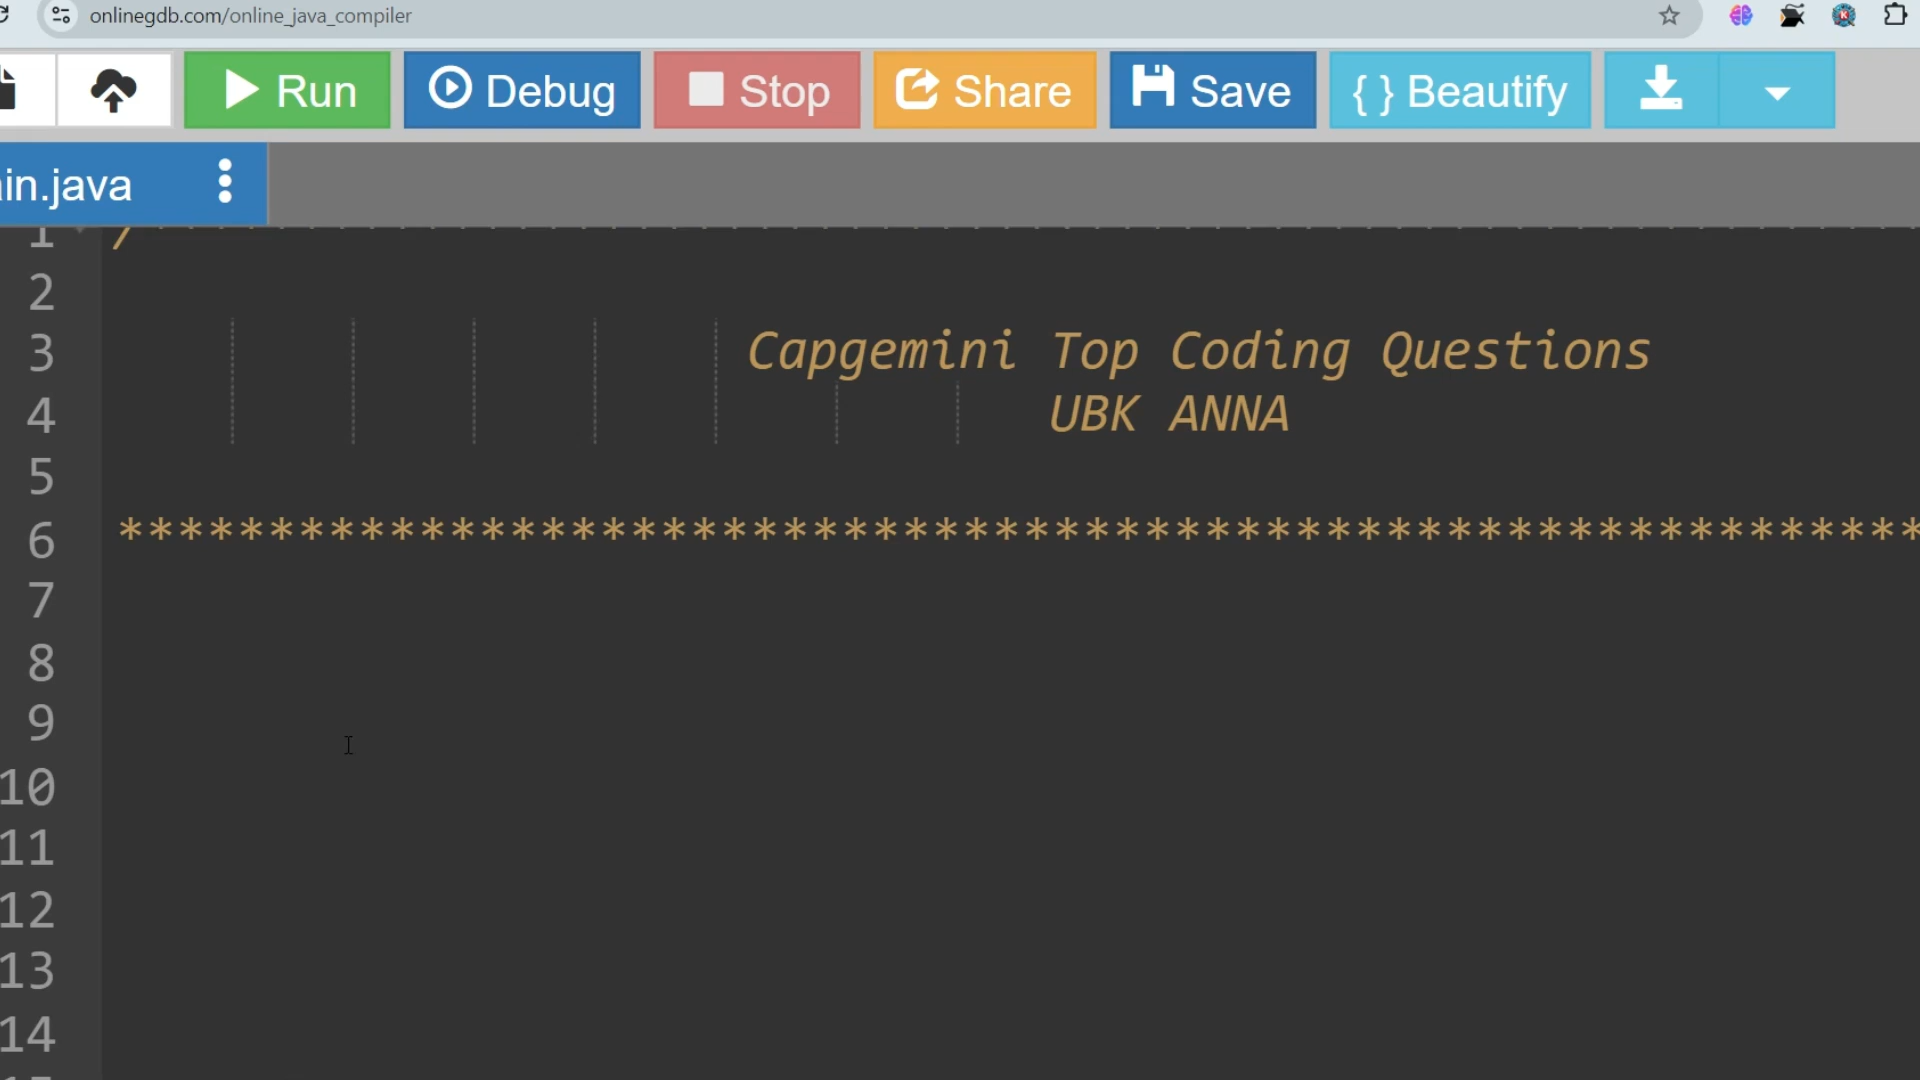 onlinegdb.com/online_java_compiler
Run Debug Stop Share Save { } Beautify
in.java
1 /
2
3 Capgemini Top Coding Questions
4 UBK ANNA
5
6 ************************************************************
7
8
9
10
11
12
13
14